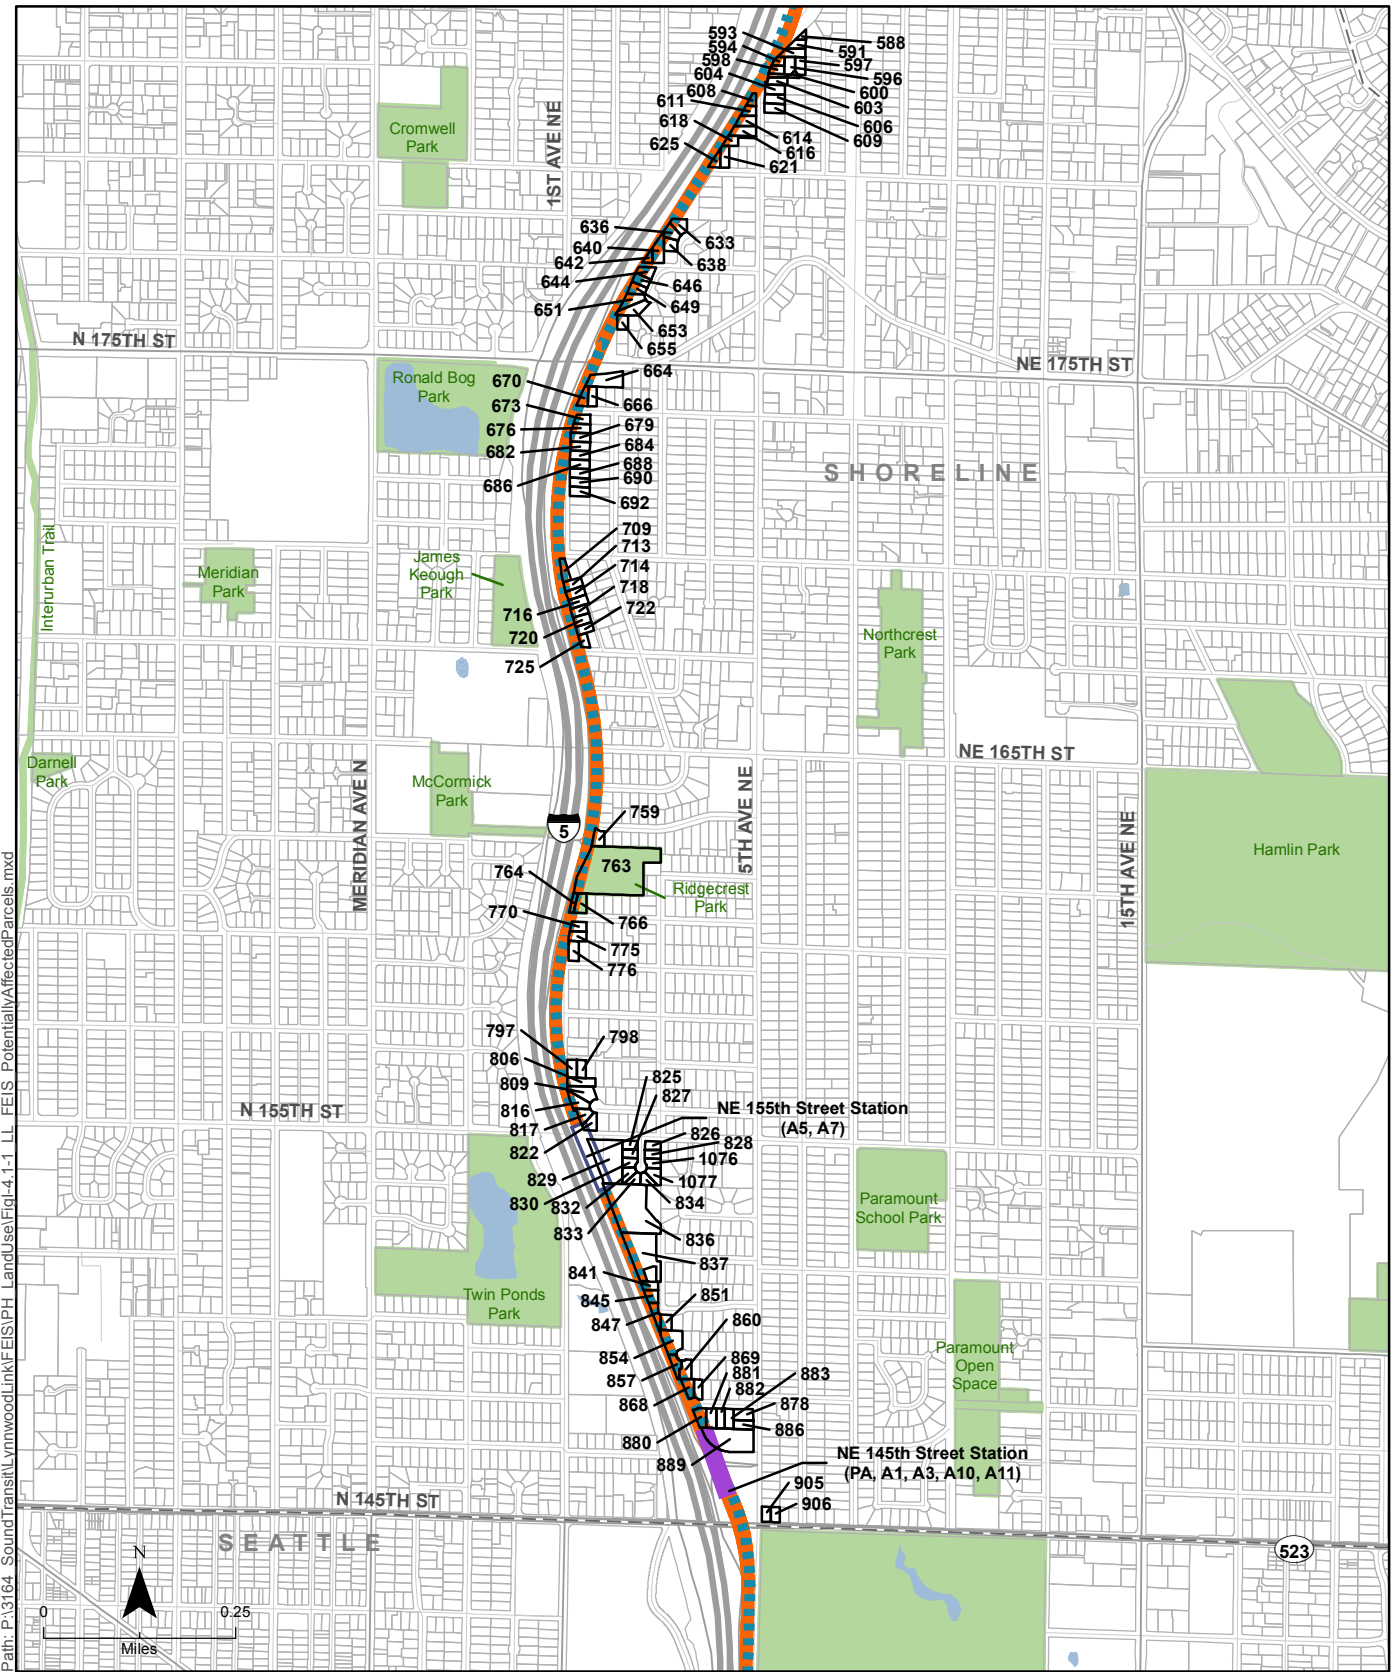 593
594
598
604
608
611
618
625
588
591
597
596
600
603
606
609
614
616
621
Cromwell
Park
1ST AVE NE
636
640
642
644
651
633
638
646
649
653
655
N 175TH ST
NE 175TH ST
Ronald Bog
Park
670
673
676
682
686
664
666
679
684
688
690
692
SHORELINE
Interurban Trail
Meridian
Park
James
Keough
Park
709
713
714
718
722
716
720
725
Northcrest
Park
NE 165TH ST
Darnell
Park
MERIDIAN AVE N
McCormick
Park
5
5TH AVE NE
15TH AVE NE
Hamlin Park
759
763
764
770
766
775
776
Ridgecrest
Park
797
806
809
816
817
822
829
830
832
833
798
825
827
NE 155th Street Station
(A5, A7)
826
828
1076
1077
834
836
837
N 155TH ST
Paramount
School Park
Twin Ponds
Park
841
845
847
854
857
868
880
889
851
860
869
881
882
883
878
886
Paramount
Open
Space
NE 145th Street Station
(PA, A1, A3, A10, A11)
905
906
N 145TH ST
SEATTLE
523
N
0
0.25
Miles
Path: P:\3164_SoundTransit\LynnwoodLink\FEIS\PH_LandUse\FigI-4.1-1_LL_FEIS_PotentiallyAffectedParcels.mxd